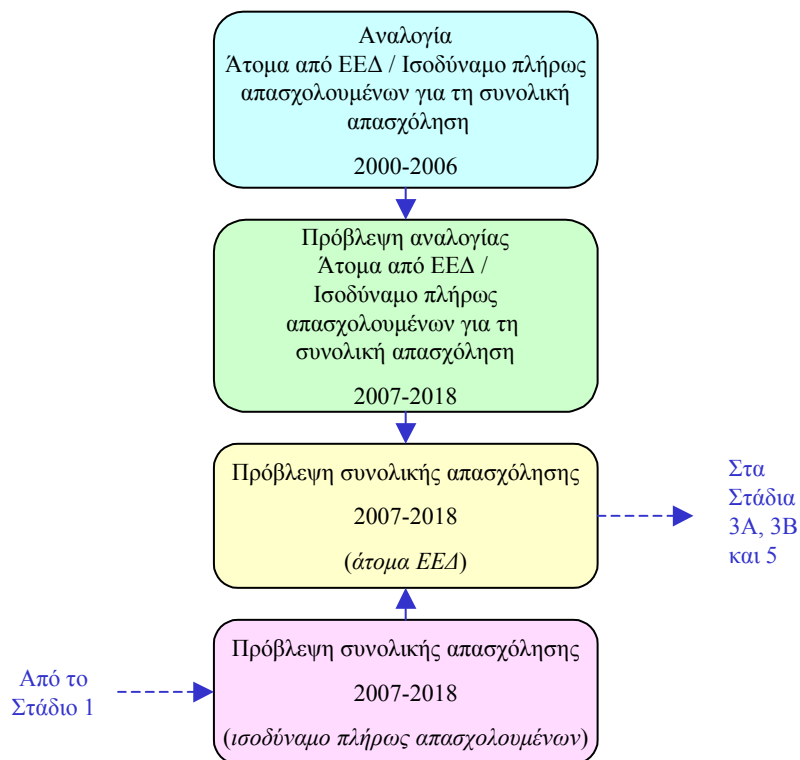 Αναλογία
Άτομα από ΕΕΔ / Ισοδύναμο πλήρως
απασχολουμένων για τη συνολική
απασχόληση
2000-2006
Πρόβλεψη αναλογίας
Άτομα από ΕΕΔ /
Ισοδύναμο πλήρως
απασχολουμένων για τη
συνολική απασχόληση
2007-2018
Πρόβλεψη συνολικής απασχόλησης
2007-2018
(άτομα ΕΕΔ)
Στα
Στάδια
3Α, 3Β
και 5
Πρόβλεψη συνολικής απασχόλησης
2007-2018
(ισοδύναμο πλήρως απασχολουμένων)
Από το
Στάδιο 1